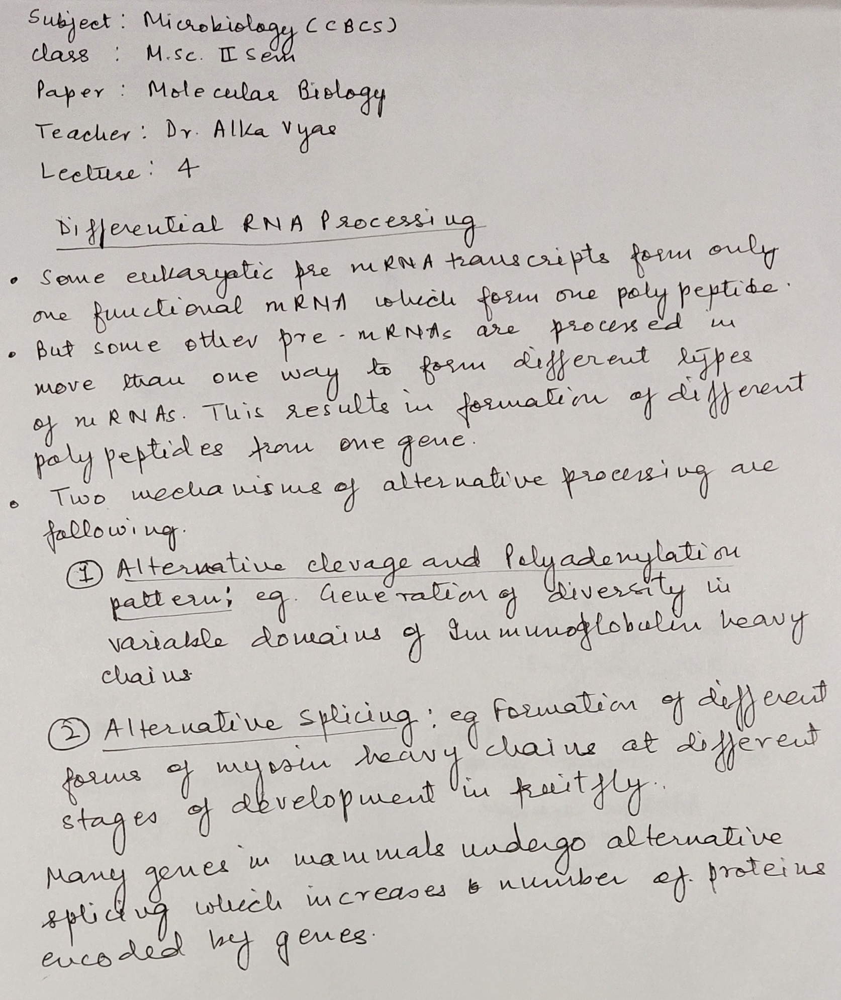 Subject: Microbiology (CBCS)
Class : M.Sc. II Sem
Paper : Molecular Biology
Teacher: Dr. Alka Vyas
Lecture: 4
Differential RNA Processing
• Some eukaryotic pre mRNA transcripts form only
one functional mRNA which form one polypeptide.
• But some other pre-mRNAs are processed in
more than one way to form different types
of mRNAs. This results in formation of different
polypeptides from one gene.
• Two mechanisms of alternative processing are
following.
① Alternative clevage and Polyadenylation
pattern: eg. Generation of diversity in
variable domains of Immunoglobulin heavy
chains
② Alternative Splicing: eg Formation of different
forms of myosin heavy chains at different
stages of development in fruitfly.
Many genes in mammals undergo alternative
splicing which increases number of proteins
encoded by genes.